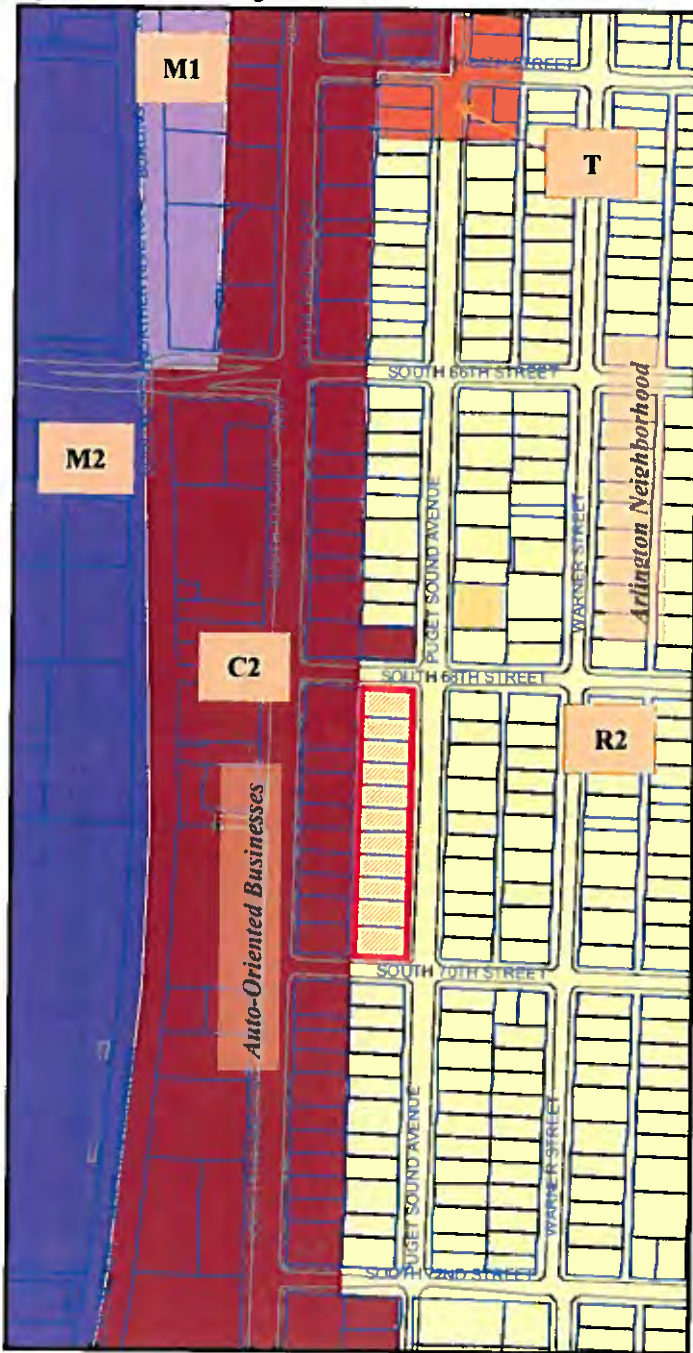 M1
STREET
T
SOUTH 66TH STREET
M2
PUGET SOUND AVENUE
WARNER STREET
Arlington Neighborhood
C2
SOUTH 68TH STREET
R2
Auto-Oriented Businesses
SOUTH 70TH STREET
PUGET SOUND AVENUE
WARNER STREET
SOUTH 72ND STREET